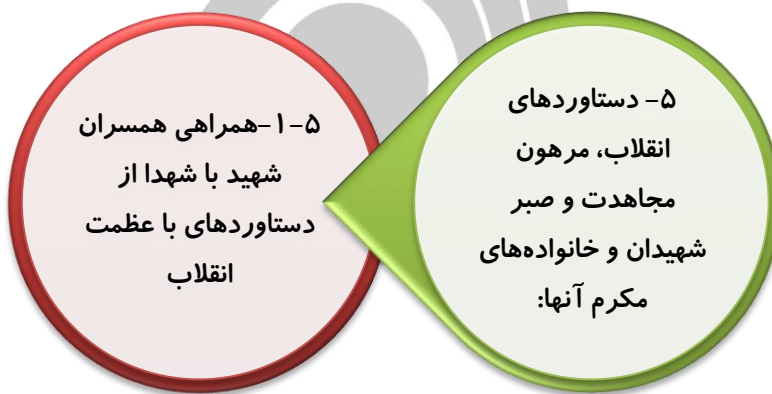 ۵- دستاوردهای
انقلاب، مرهون
مجاهدت و صبر
شهیدان و خانواده‌های
مکرم آنها:
۵-۱-همراهی همسران
شهید با شهدا از
دستاوردهای با عظمت
انقلاب